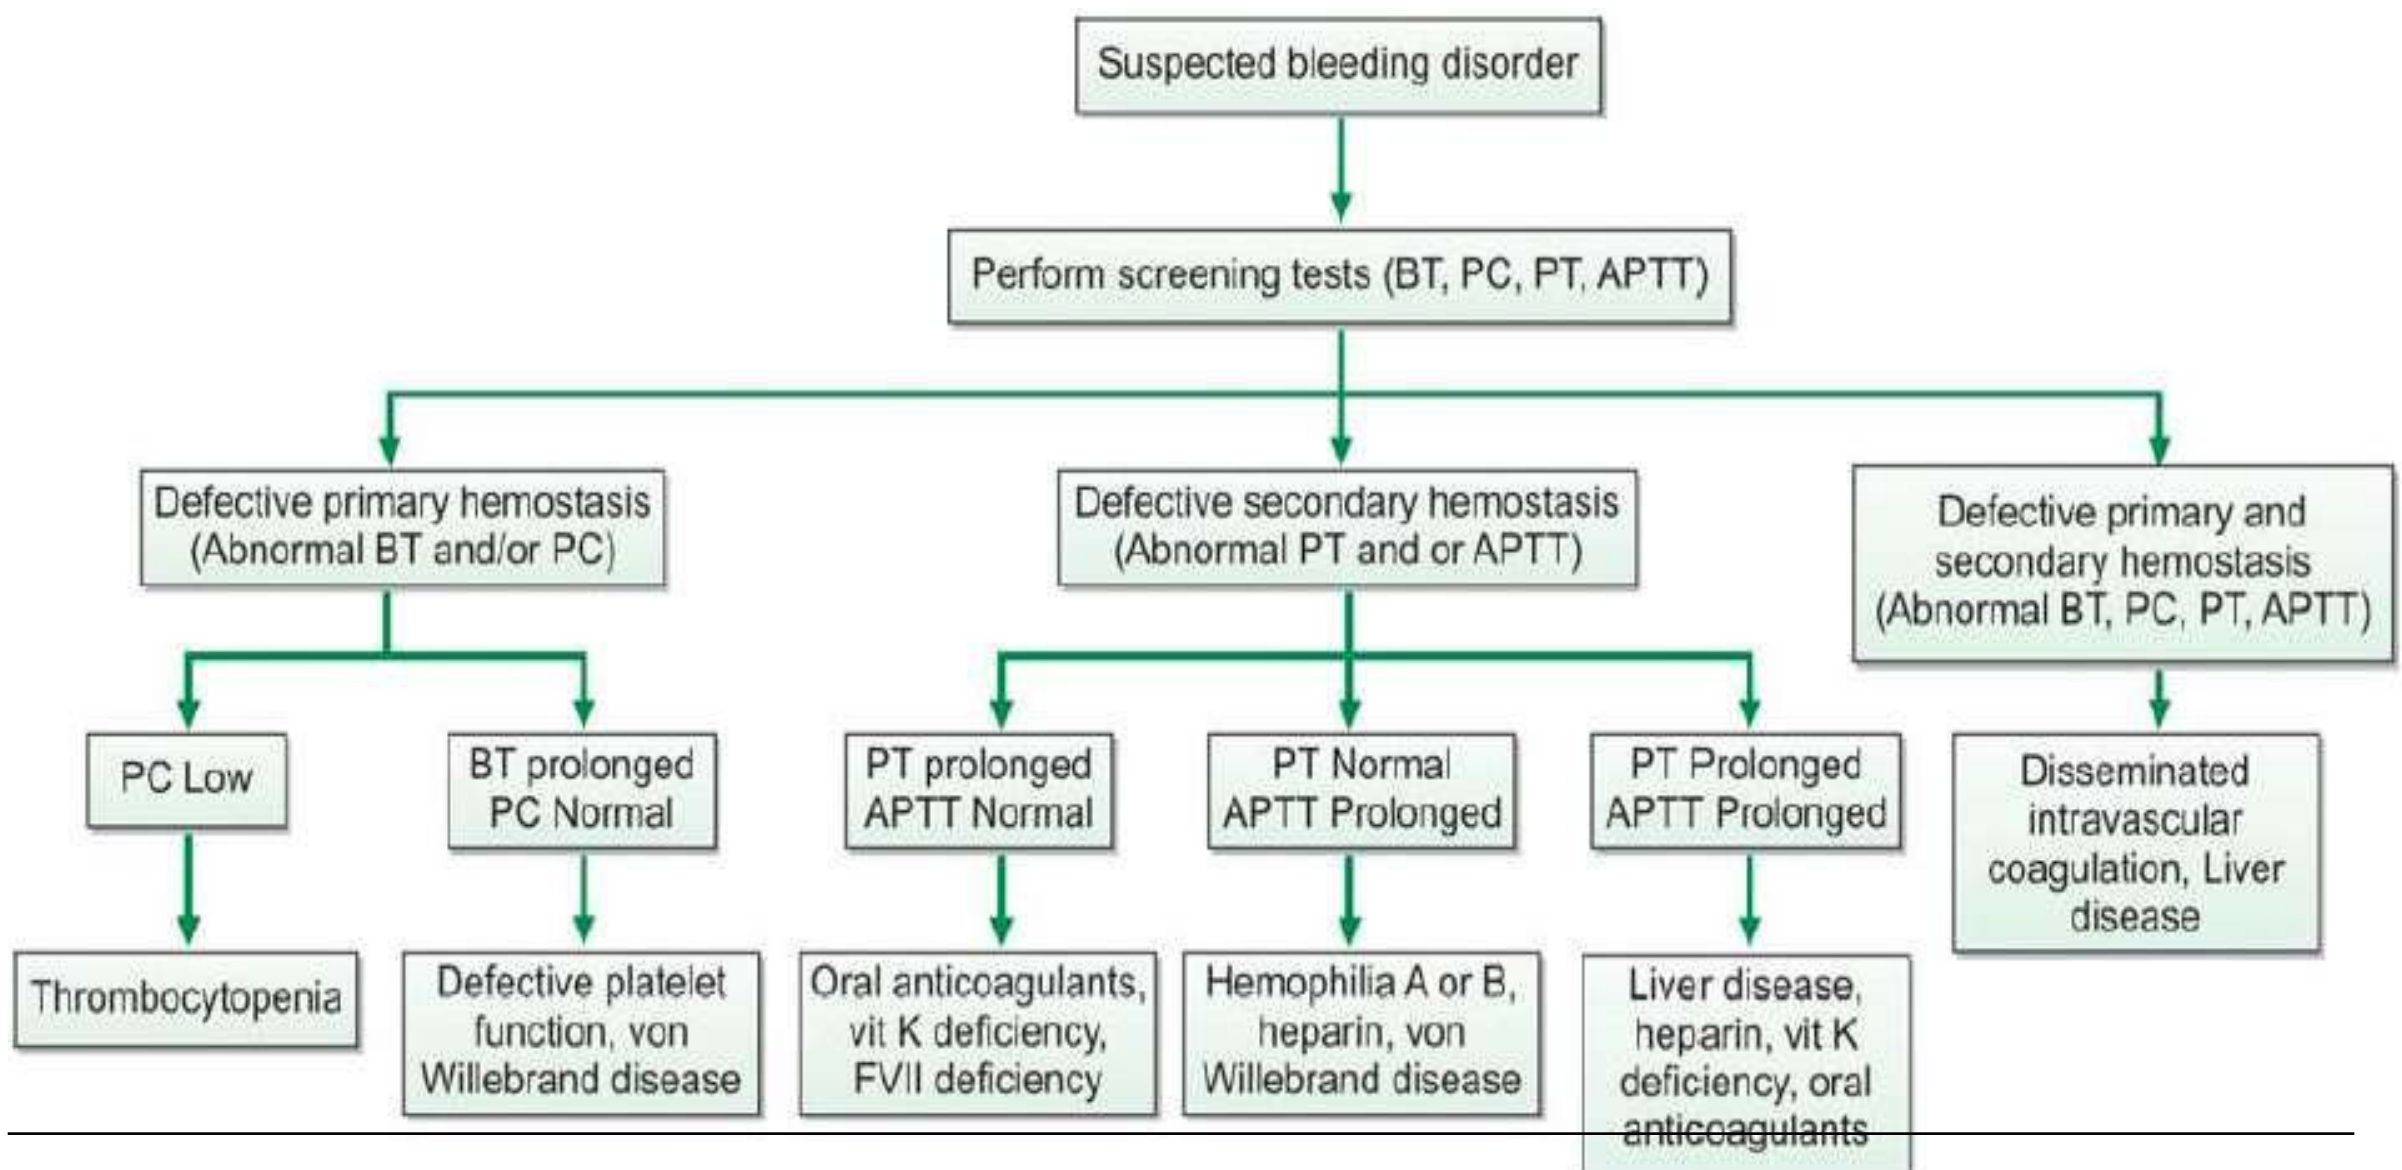 Suspected bleeding disorder
Perform screening tests (BT, PC, PT, APTT)
Defective primary hemostasis
(Abnormal BT and/or PC)
Defective secondary hemostasis
(Abnormal PT and or APTT)
Defective primary and
secondary hemostasis
(Abnormal BT, PC, PT, APTT)
PC Low
BT prolonged
PC Normal
PT prolonged
APTT Normal
PT Normal
APTT Prolonged
PT Prolonged
APTT Prolonged
Disseminated
intravascular
coagulation, Liver
disease
Thrombocytopenia
Defective platelet
function, von
Willebrand disease
Oral anticoagulants,
vit K deficiency,
FVII deficiency
Hemophilia A or B,
heparin, von
Willebrand disease
Liver disease,
heparin, vit K
deficiency, oral
anticoagulants